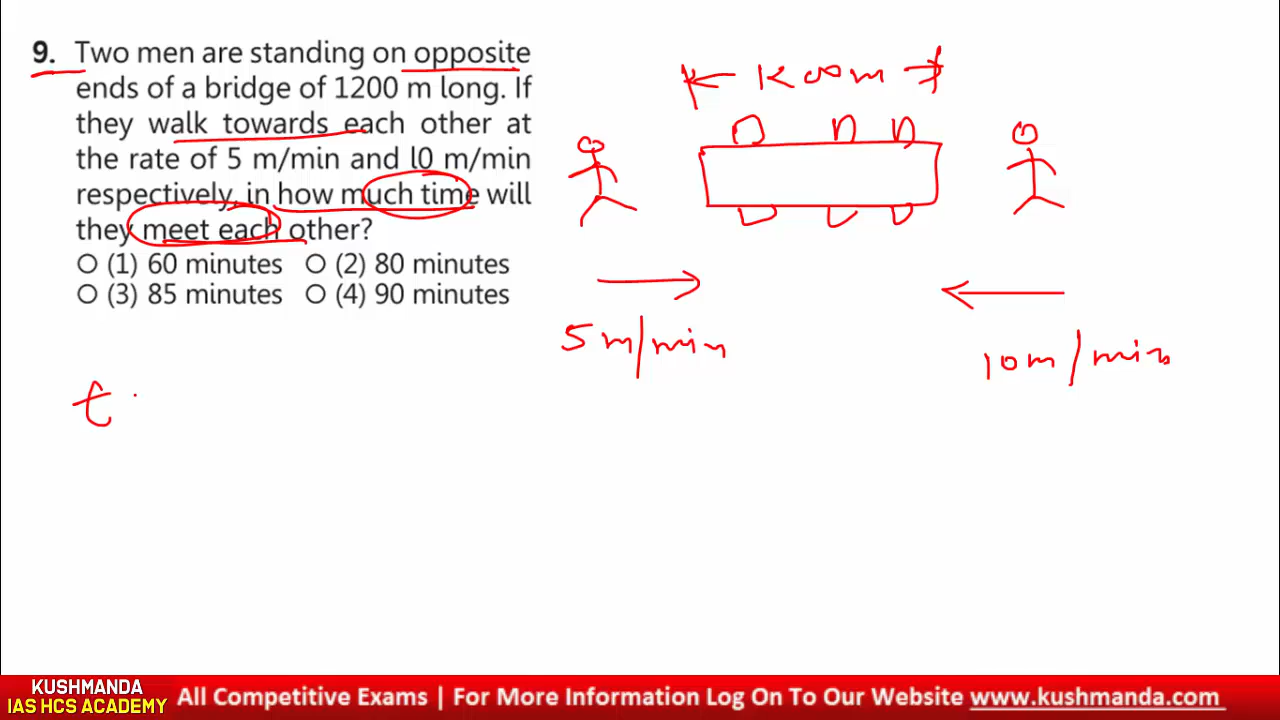 9. Two men are standing on opposite
ends of a bridge of 1200 m long. If
they walk towards each other at
the rate of 5 m/min and l0 m/min
respectively, in how much time will
they meet each other?
O (1) 60 minutes O (2) 80 minutes
O (3) 85 minutes O (4) 90 minutes
1200m
5m/min
10m/min
t
KUSHMANDA
IAS HCS ACADEMY
All Competitive Exams | For More Information Log On To Our Website www.kushmanda.com